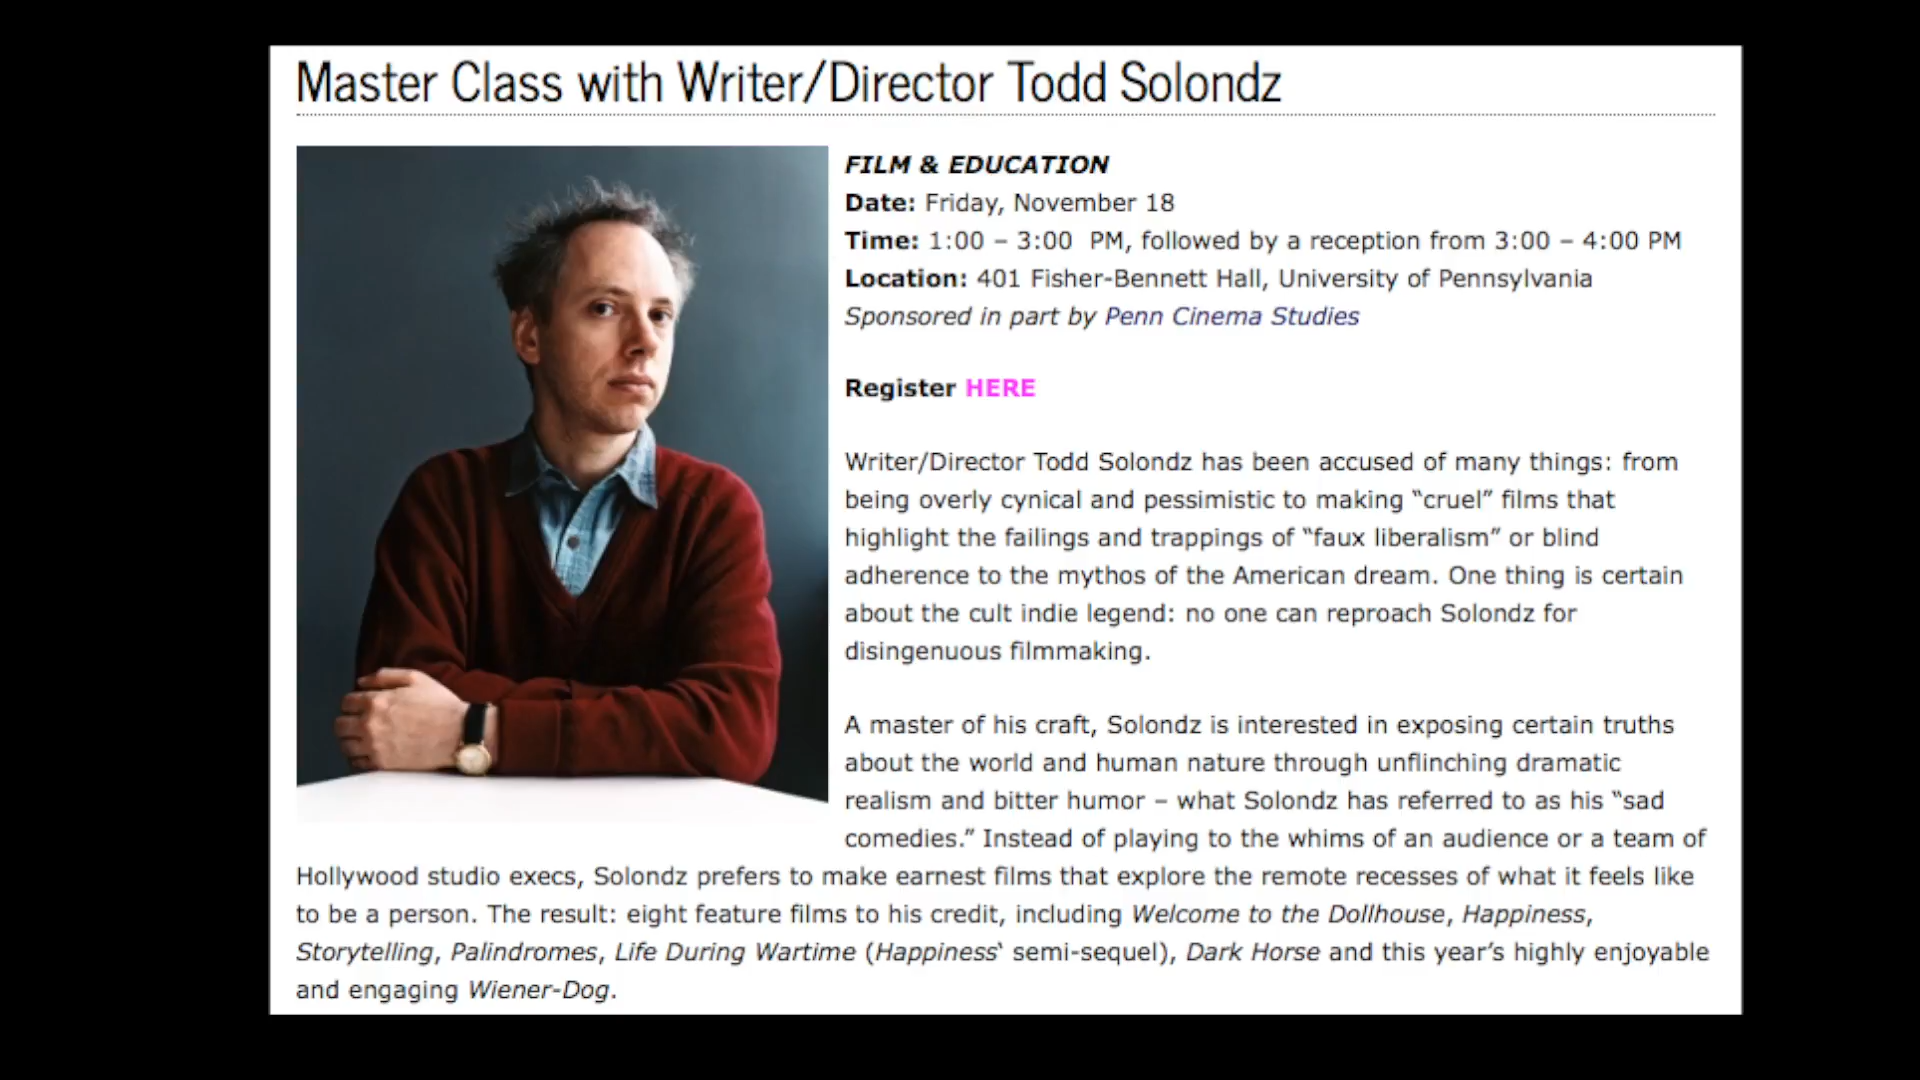 Master Class with Writer/Director Todd Solondz
FILM & EDUCATION
Date: Friday, November 18
Time: 1:00 – 3:00  PM, followed by a reception from 3:00 – 4:00 PM
Location: 401 Fisher-Bennett Hall, University of Pennsylvania
Sponsored in part by Penn Cinema Studies
Register HERE
Writer/Director Todd Solondz has been accused of many things: from
being overly cynical and pessimistic to making “cruel” films that
highlight the failings and trappings of “faux liberalism” or blind
adherence to the mythos of the American dream. One thing is certain
about the cult indie legend: no one can reproach Solondz for
disingenuous filmmaking.
A master of his craft, Solondz is interested in exposing certain truths
about the world and human nature through unflinching dramatic
realism and bitter humor – what Solondz has referred to as his “sad
comedies.” Instead of playing to the whims of an audience or a team of
Hollywood studio execs, Solondz prefers to make earnest films that explore the remote recesses of what it feels like
to be a person. The result: eight feature films to his credit, including Welcome to the Dollhouse, Happiness,
Storytelling, Palindromes, Life During Wartime (Happiness‘ semi-sequel), Dark Horse and this year’s highly enjoyable
and engaging Wiener-Dog.